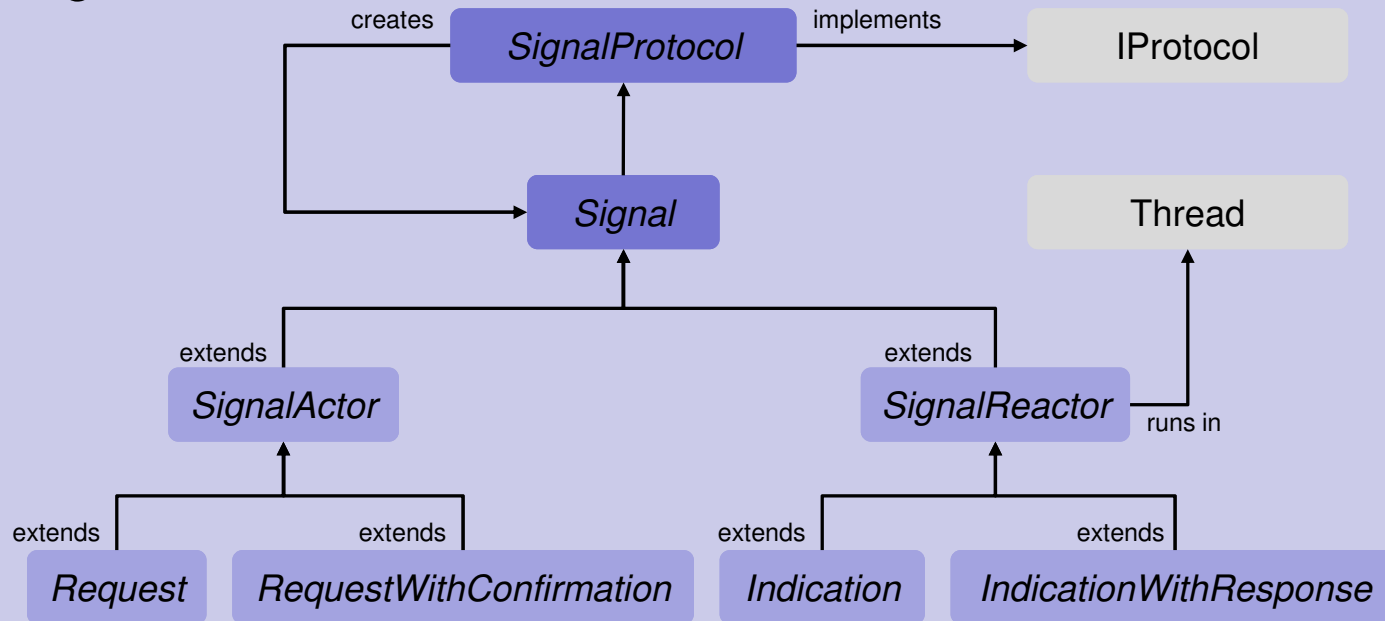 creates
SignalProtocol
implements
IProtocol
Signal
Thread
extends
extends
SignalActor
SignalReactor
runs in
extends
extends
extends
extends
Request
RequestWithConfirmation
Indication
IndicationWithResponse